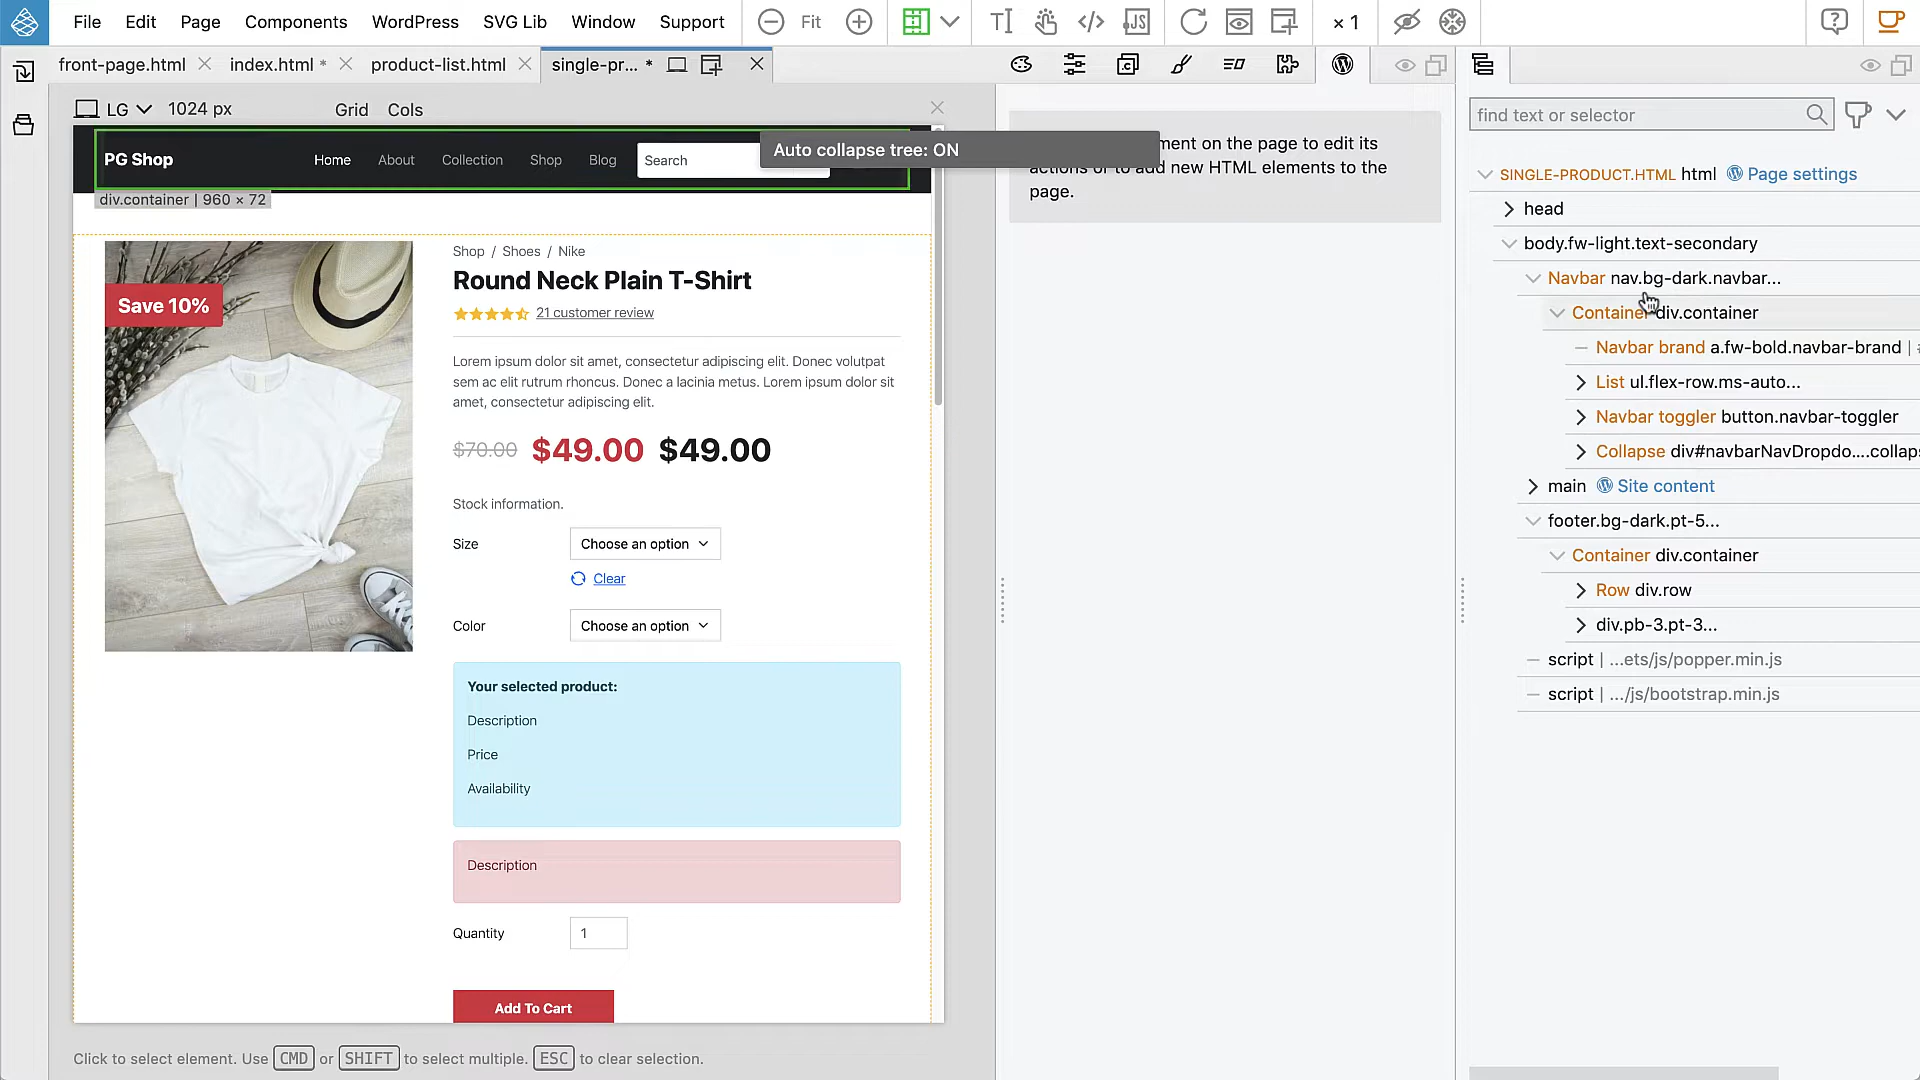 File Edit Page Components WordPress SVG Lib Window Support Fit × 1
front-page.html index.html * product-list.html single-pr... *
LG 1024 px Grid Cols
PG Shop Home About Collection Shop Blog Search
Auto collapse tree: ON
div.container | 960 × 72
Save 10%
Shop / Shoes / Nike
Round Neck Plain T-Shirt
21 customer review
Lorem ipsum dolor sit amet, consectetur adipiscing elit. Donec volutpat
sem ac elit rutrum rhoncus. Donec a lacinia metus. Lorem ipsum dolor sit
amet, consectetur adipiscing elit.
$70.00 $49.00 $49.00
Stock information.
Size Choose an option
Clear
Color Choose an option
Your selected product:
Description
Price
Availability
Description
Quantity 1
Add To Cart
Click to select element. Use CMD or SHIFT to select multiple. ESC to clear selection.
on the page to edit its
add new HTML elements to the
page.
find text or selector
SINGLE-PRODUCT.HTML html Page settings
head
body.fw-light.text-secondary
Navbar nav.bg-dark.navbar...
Container div.container
Navbar brand a.fw-bold.navbar-brand |
List ul.flex-row.ms-auto...
Navbar toggler button.navbar-toggler
Collapse div#navbarNavDropdo....collaps
main Site content
footer.bg-dark.pt-5...
Container div.container
Row div.row
div.pb-3.pt-3...
script | ...ets/js/popper.min.js
script | .../js/bootstrap.min.js